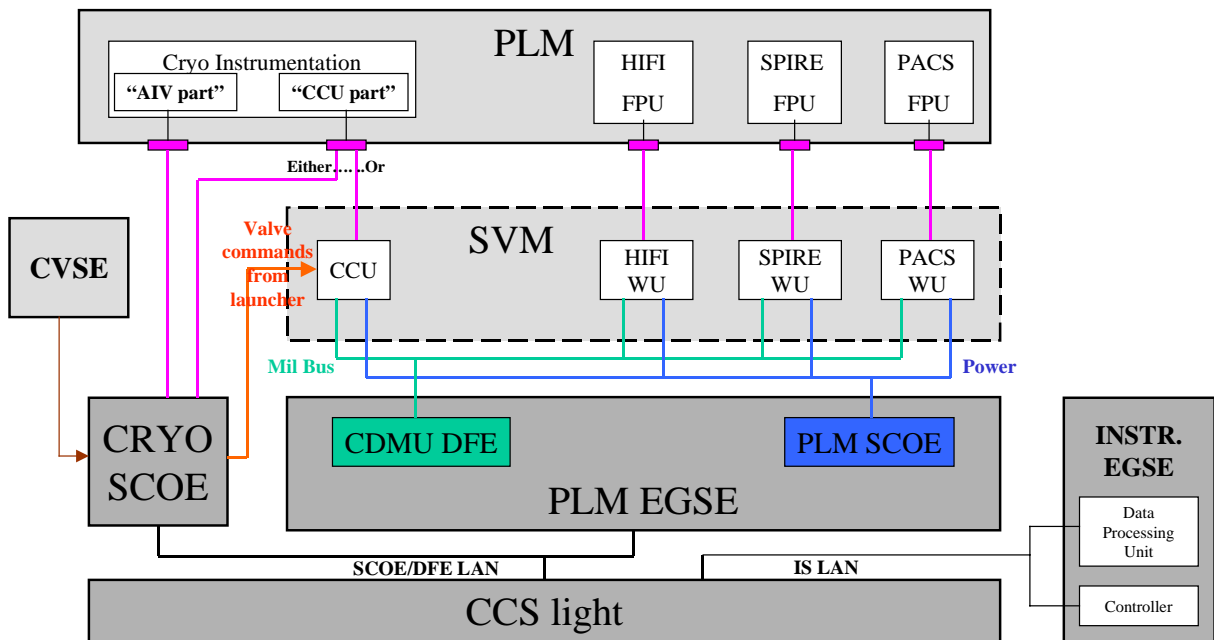 PLM
Cryo Instrumentation
“AIV part”
“CCU part”
HIFI
FPU
SPIRE
FPU
PACS
FPU
Either…...Or
CVSE
Valve
commands
from
launcher
SVM
CCU
HIFI
WU
SPIRE
WU
PACS
WU
Mil Bus
Power
CRYO
SCOE
CDMU DFE
PLM SCOE
PLM EGSE
INSTR.
EGSE
Data
Processing
Unit
Controller
SCOE/DFE LAN
IS LAN
CCS light